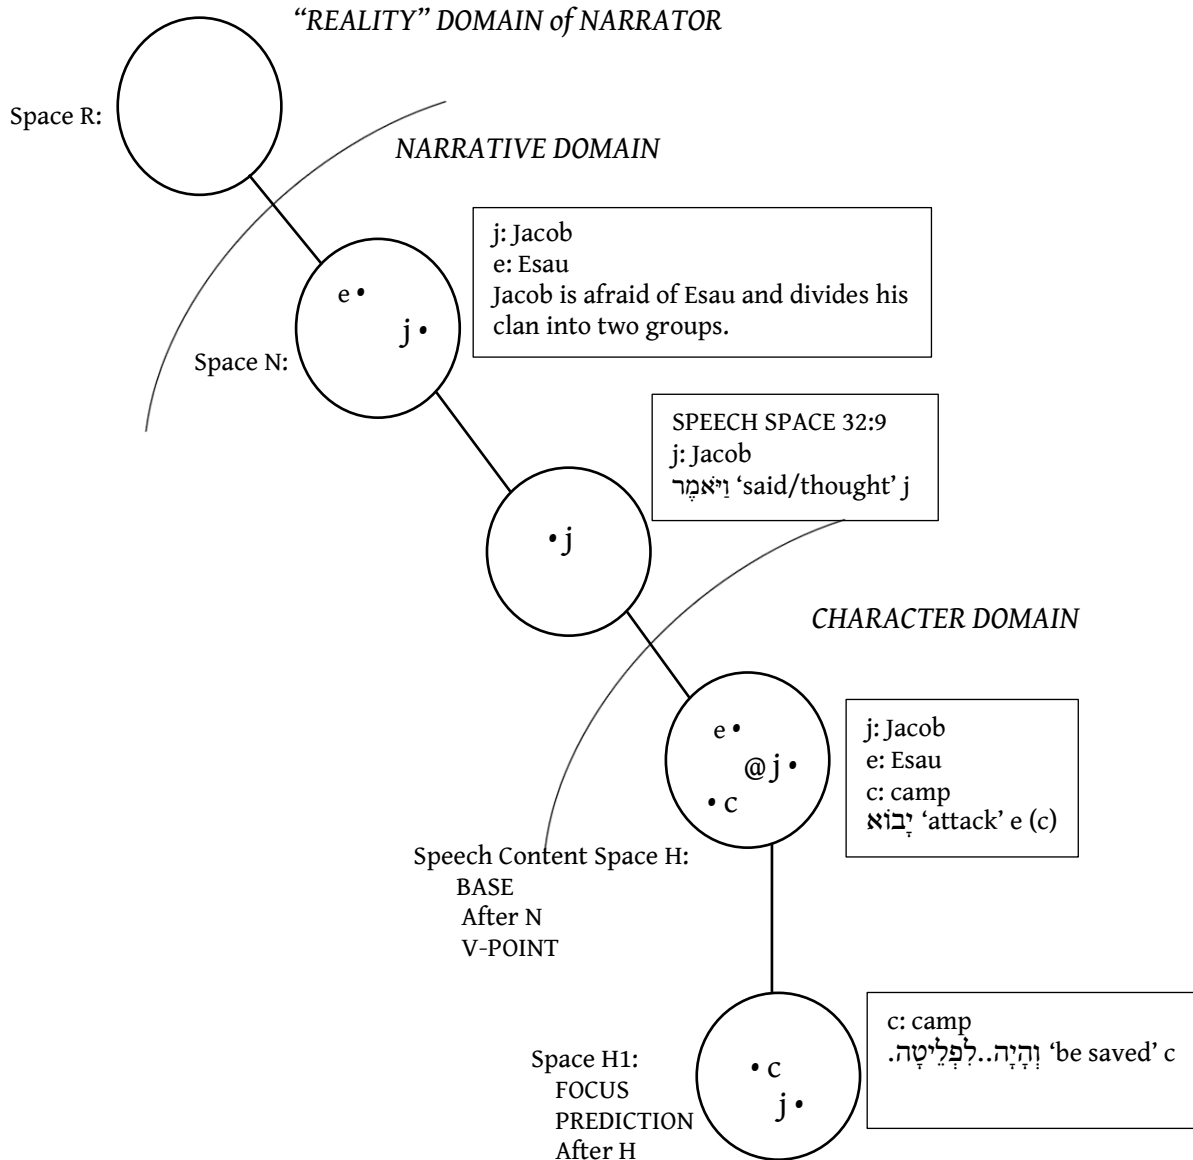 “REALITY” DOMAIN of NARRATOR
Space R:
NARRATIVE DOMAIN
j: Jacob
e: Esau
Jacob is afraid of Esau and divides his
clan into two groups.
e •
j •
Space N:
SPEECH SPACE 32:9
j: Jacob
וַיֹּאמֶר ‘said/thought’ j
• j
CHARACTER DOMAIN
e •
@ j •
• c
j: Jacob
e: Esau
c: camp
יָבוֹא ‘attack’ e (c)
Speech Content Space H:
BASE
After N
V-POINT
c: camp
וְהָיָה..לִפְלֵיטָה. ‘be saved’ c
Space H1:
FOCUS
PREDICTION
After H
• c
j •